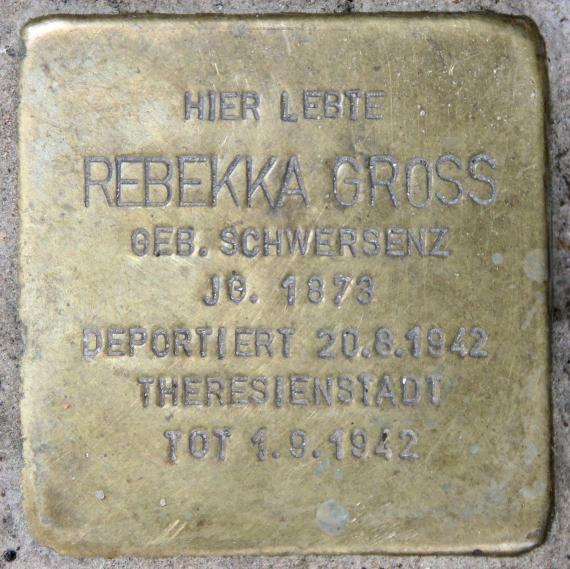 HIER LEBTE
REBEKKA GROSS
GEB. SCHWERSENZ
JG. 1873
DEPORTIERT 20.8.1942
THERESIENSTADT
TOT 1.9.1942